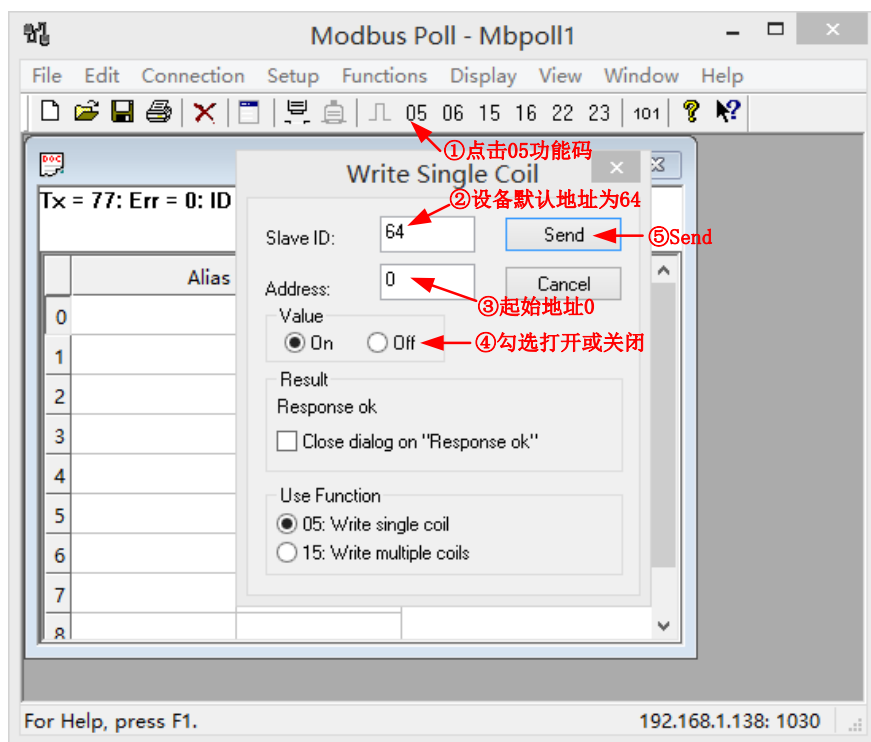 Modbus Poll - Mbpoll1
File Edit Connection Setup Functions Display View Window Help
05 06 15 16 22 23 101
①点击05功能码
Write Single Coil
Tx = 77: Err = 0: ID
②设备默认地址为64
Slave ID: 64 Send ⑤Send
Alias
Address: 0 Cancel
③起始地址0
Value
On Off ④勾选打开或关闭
Result
Response ok
Close dialog on "Response ok"
Use Function
05: Write single coil
15: Write multiple coils
0
1
2
3
4
5
6
7
8
For Help, press F1. 192.168.1.138: 1030